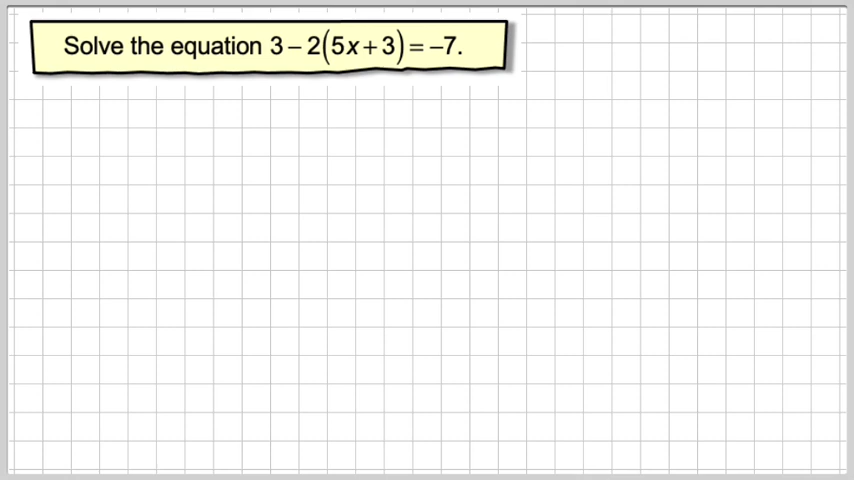 Solve the equation 3 – 2(5x + 3) = –7.